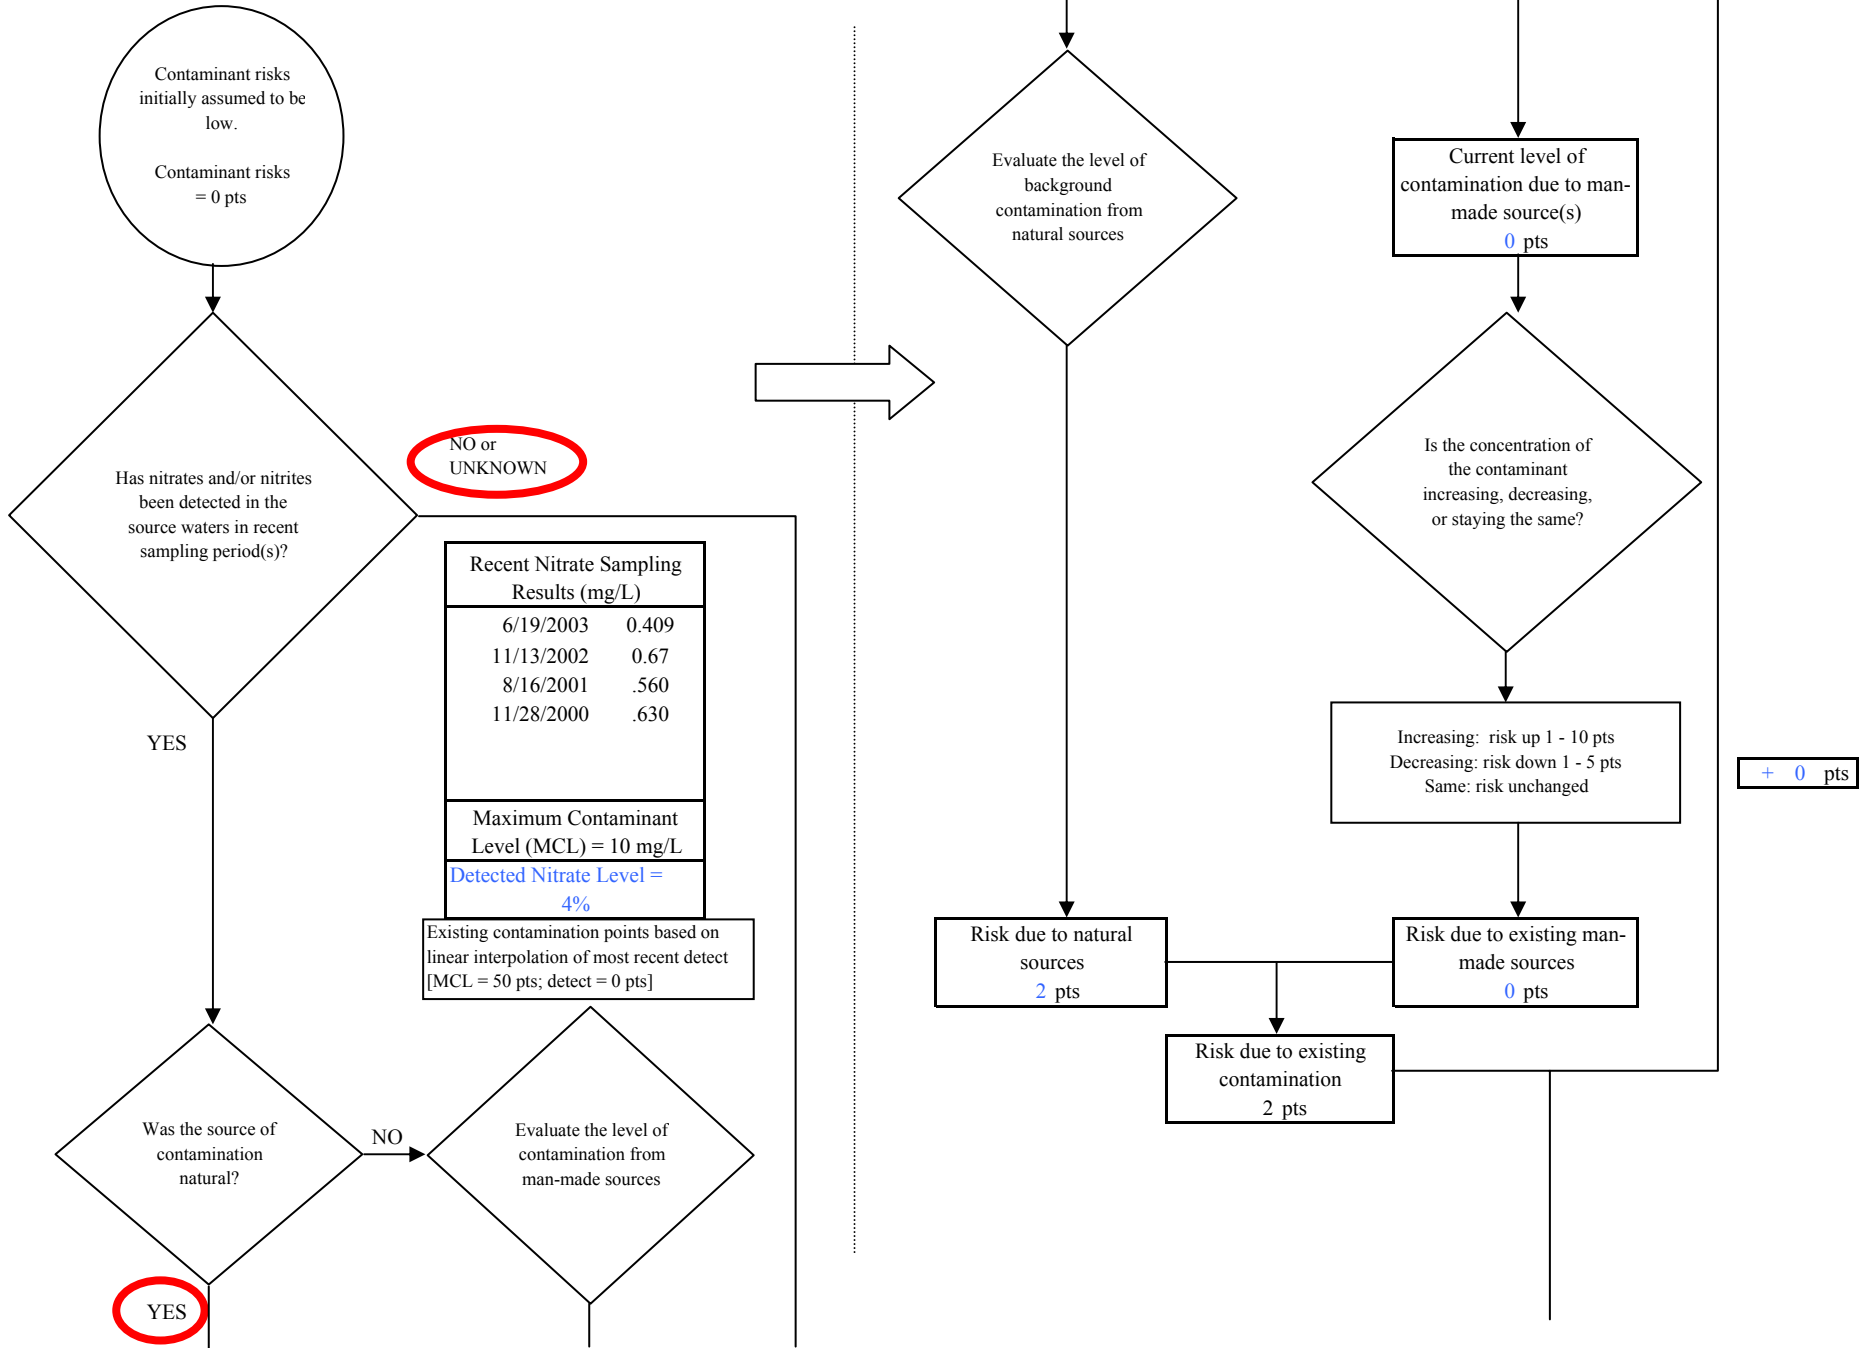 Contaminant risks
initially assumed to be
low.
Contaminant risks
= 0 pts
Has nitrates and/or nitrites
been detected in the
source waters in recent
sampling period(s)?
NO or
UNKNOWN
YES
Recent Nitrate Sampling
Results (mg/L)
6/19/2003 0.409
11/13/2002 0.67
8/16/2001 .560
11/28/2000 .630
Maximum Contaminant
Level (MCL) = 10 mg/L
Detected Nitrate Level =
4%
Existing contamination points based on
linear interpolation of most recent detect
[MCL = 50 pts; detect = 0 pts]
Was the source of
contamination
natural?
NO
Evaluate the level of
contamination from
man-made sources
YES
Evaluate the level of
background
contamination from
natural sources
Current level of
contamination due to man-
made source(s)
0 pts
Is the concentration of
the contaminant
increasing, decreasing,
or staying the same?
Increasing: risk up 1 - 10 pts
Decreasing: risk down 1 - 5 pts
Same: risk unchanged
+ 0 pts
Risk due to natural
sources
2 pts
Risk due to existing man-
made sources
0 pts
Risk due to existing
contamination
2 pts